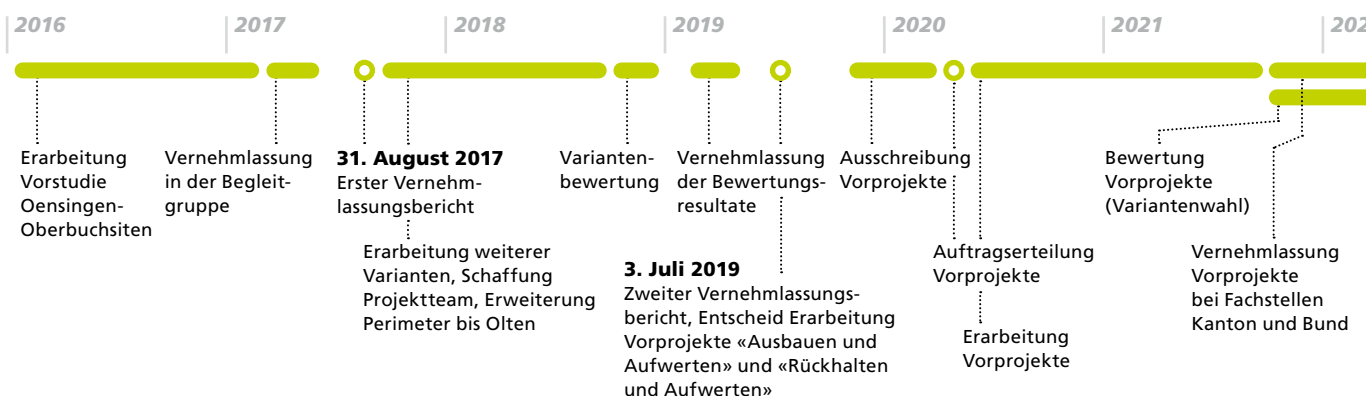 2016
2017
2018
2019
2020
2021
202
Erarbeitung
Vorstudie
Oensingen-
Oberbuchsiten
Vernehmlassung
in der Begleit-
gruppe
31. August 2017
Erster Vernehm-
lassungsbericht
Erarbeitung weiterer
Varianten, Schaffung
Projektteam, Erweiterung
Perimeter bis Olten
Varianten-
bewertung
Vernehmlassung
der Bewertungs-
resultate
3. Juli 2019
Zweiter Vernehmlassungs-
bericht, Entscheid Erarbeitung
Vorprojekte «Ausbauen und
Aufwerten» und «Rückhalten
und Aufwerten»
Ausschreibung
Vorprojekte
Auftragserteilung
Vorprojekte
Erarbeitung
Vorprojekte
Bewertung
Vorprojekte
(Variantenwahl)
Vernehmlassung
Vorprojekte
bei Fachstellen
Kanton und Bund